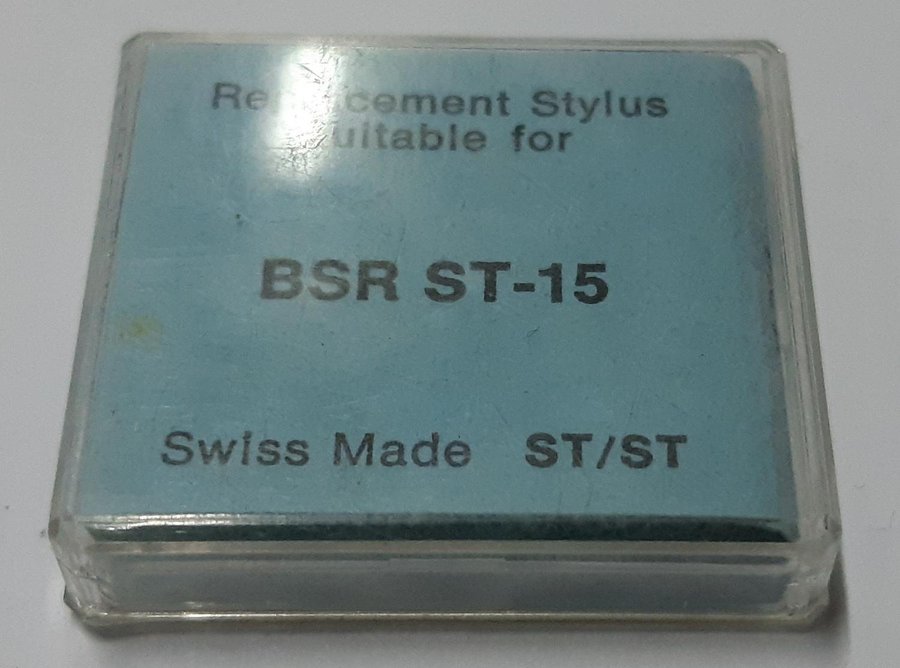 Replacement Stylus
Suitable for
BSR ST-15
Swiss Made ST/ST